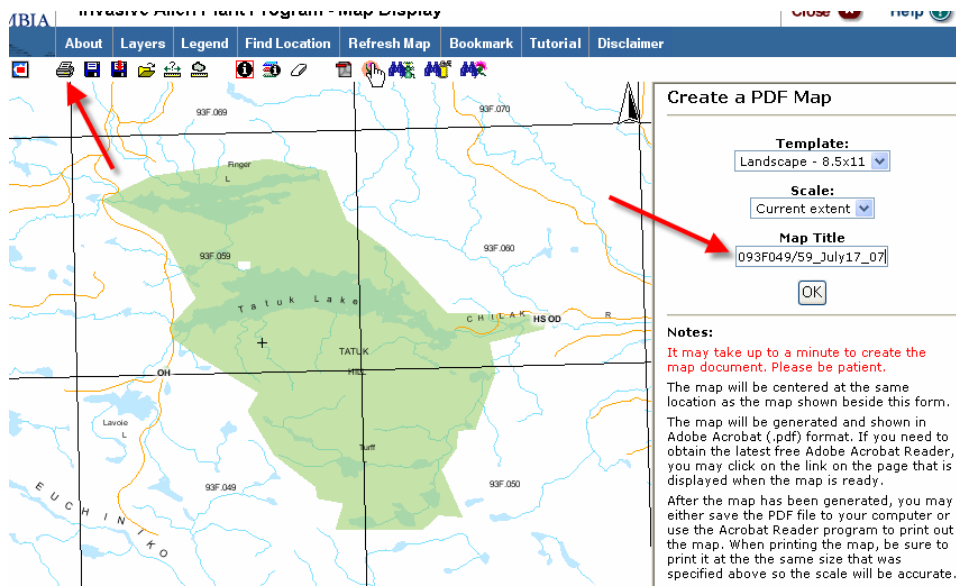 Invasive Alien Plant Program - Map Display
MBIA
Close
Help
About Layers Legend Find Location Refresh Map Bookmark Tutorial Disclaimer
93F.069
93F.070
Finger
L
93F.059
93F.060
Tatuk Lake
CHILAK
HS OD
R
TATUK
HILL
OH
Lavoie
L
Turff
93F.049
93F.050
EUCHINIKO
Create a PDF Map
Template:
Landscape - 8.5x11
Scale:
Current extent
Map Title
093F049/59_July17_07
OK
Notes:
It may take up to a minute to create the
map document. Please be patient.
The map will be centered at the same
location as the map shown beside this form.
The map will be generated and shown in
Adobe Acrobat (.pdf) format. If you need to
obtain the latest free Adobe Acrobat Reader,
you may click on the link on the page that is
displayed when the map is ready.
After the map has been generated, you may
either save the PDF file to your computer or
use the Acrobat Reader program to print out
the map. When printing the map, be sure to
print it at the the same size that was
specified above so the scale will be accurate.